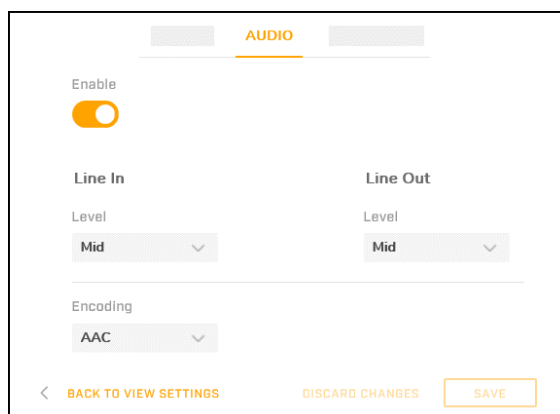 AUDIO
Enable
Line In
Line Out
Level
Level
Mid
Mid
Encoding
AAC
BACK TO VIEW SETTINGS
DISCARD CHANGES
SAVE